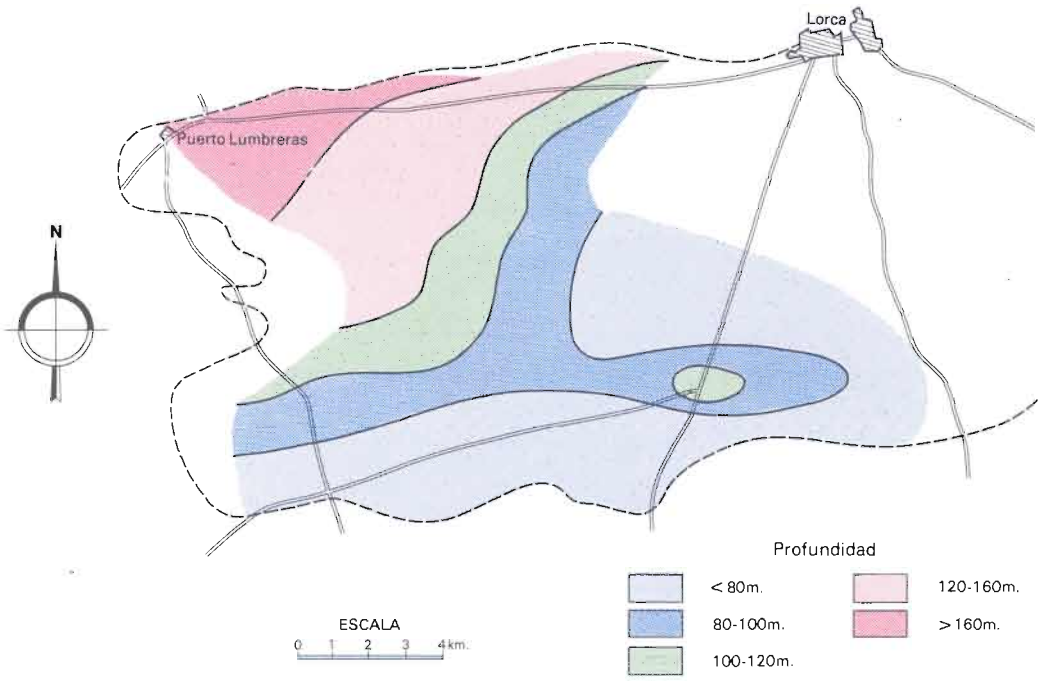 Lorca
Puerto Lumbreras
N
Profundidad
< 80m.
80-100m.
100-120m.
120-160m.
> 160m.
ESCALA
0 1 2 3 4 km.